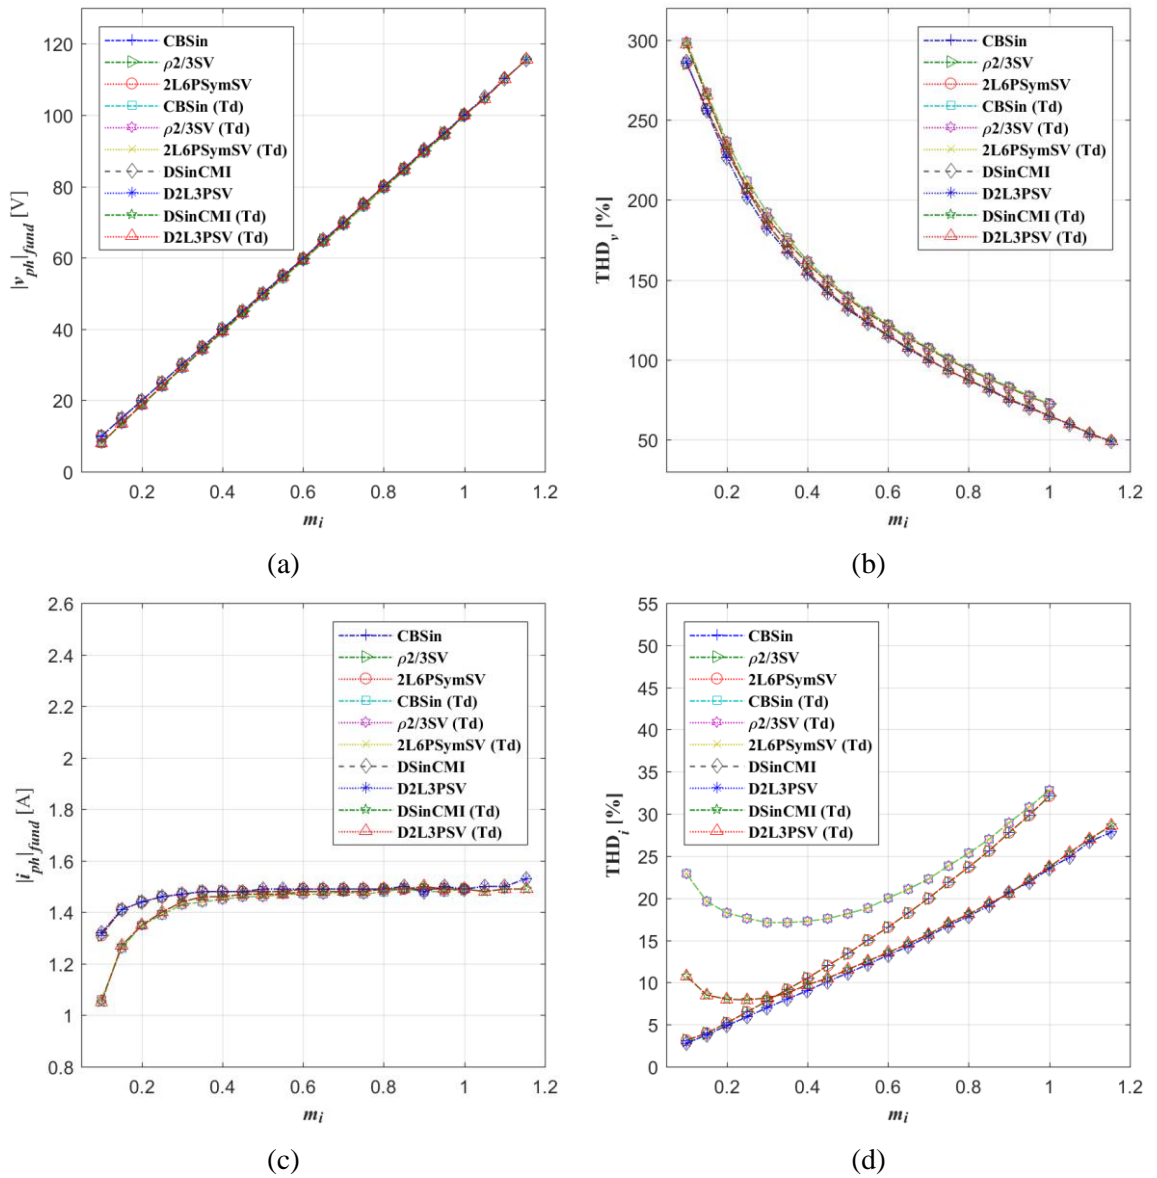 120
100
80
60
40
20
0
|v_ph|_fund [V]
CBSin
ρ2/3SV
2L6PSymSV
CBSin (Td)
ρ2/3SV (Td)
2L6PSymSV (Td)
DSinCMI
D2L3PSV
DSinCMI (Td)
D2L3PSV (Td)
0.2 0.4 0.6 0.8 1 1.2
m_i
(a)
300
250
200
150
100
50
THD_v [%]
CBSin
ρ2/3SV
2L6PSymSV
CBSin (Td)
ρ2/3SV (Td)
2L6PSymSV (Td)
DSinCMI
D2L3PSV
DSinCMI (Td)
D2L3PSV (Td)
0.2 0.4 0.6 0.8 1 1.2
m_i
(b)
2.6
2.4
2.2
2
1.8
1.6
1.4
1.2
1
0.8
|i_ph|_fund [A]
CBSin
ρ2/3SV
2L6PSymSV
CBSin (Td)
ρ2/3SV (Td)
2L6PSymSV (Td)
DSinCMI
D2L3PSV
DSinCMI (Td)
D2L3PSV (Td)
0.2 0.4 0.6 0.8 1 1.2
m_i
(c)
55
50
45
40
35
30
25
20
15
10
5
0
THD_i [%]
CBSin
ρ2/3SV
2L6PSymSV
CBSin (Td)
ρ2/3SV (Td)
2L6PSymSV (Td)
DSinCMI
D2L3PSV
DSinCMI (Td)
D2L3PSV (Td)
0.2 0.4 0.6 0.8 1 1.2
m_i
(d)